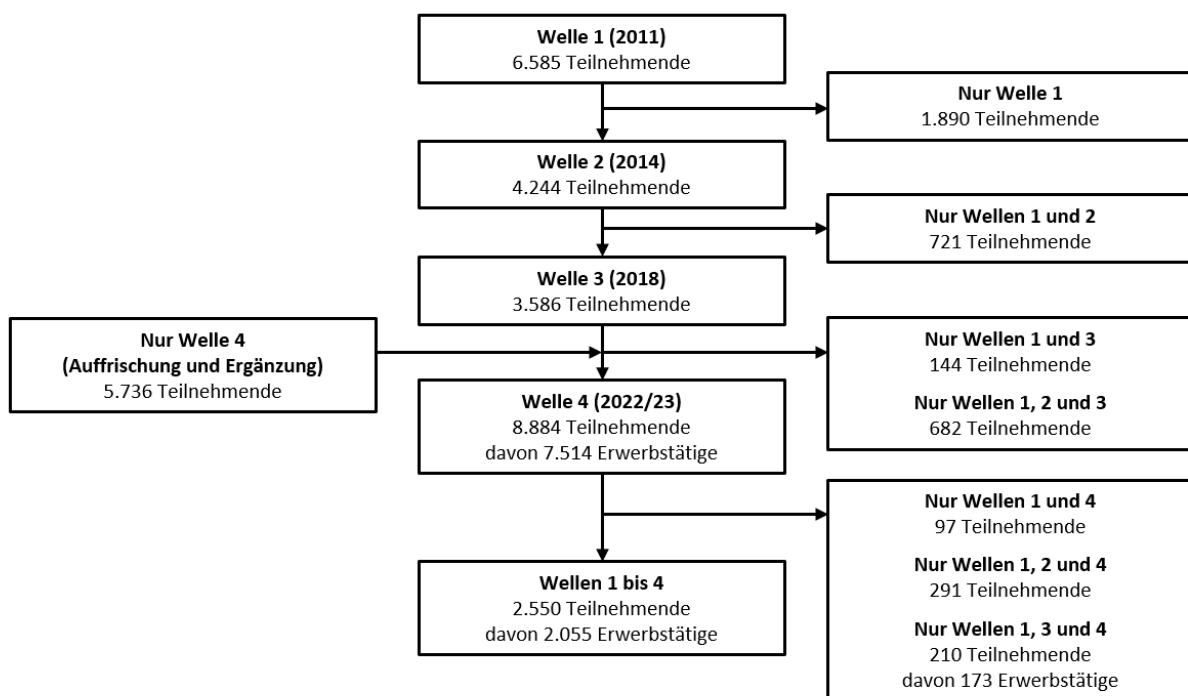 Welle 1 (2011)
6.585 Teilnehmende
Nur Welle 1
1.890 Teilnehmende
Welle 2 (2014)
4.244 Teilnehmende
Nur Wellen 1 und 2
721 Teilnehmende
Welle 3 (2018)
3.586 Teilnehmende
Nur Welle 4
(Auffrischung und Ergänzung)
5.736 Teilnehmende
Nur Wellen 1 und 3
144 Teilnehmende
Nur Wellen 1, 2 und 3
682 Teilnehmende
Welle 4 (2022/23)
8.884 Teilnehmende
davon 7.514 Erwerbstätige
Nur Wellen 1 und 4
97 Teilnehmende
Nur Wellen 1, 2 und 4
291 Teilnehmende
Nur Wellen 1, 3 und 4
210 Teilnehmende
davon 173 Erwerbstätige
Wellen 1 bis 4
2.550 Teilnehmende
davon 2.055 Erwerbstätige